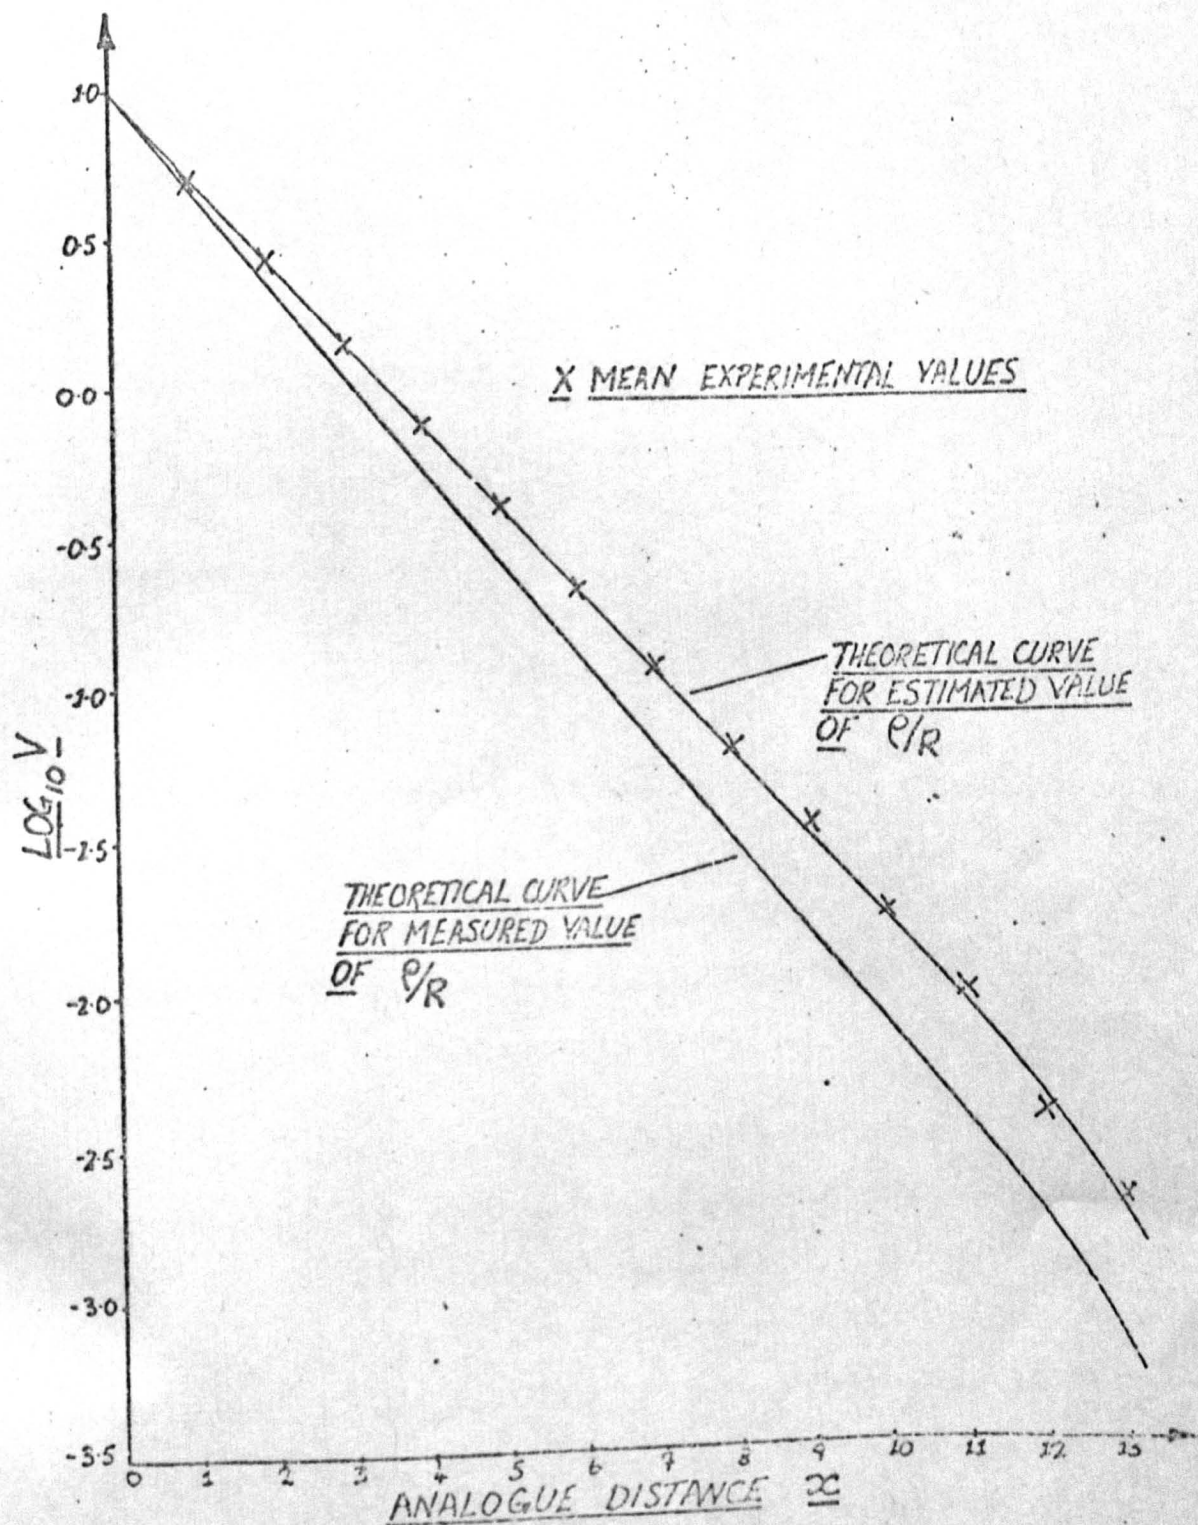 1.0
0.5
X MEAN EXPERIMENTAL VALUES
0.0
-0.5
THEORETICAL CURVE
FOR ESTIMATED VALUE
OF ρ/R
-1.0
LOG₁₀ V
-1.5
THEORETICAL CURVE
FOR MEASURED VALUE
OF ρ/R
-2.0
-2.5
-3.0
-3.5
0 1 2 3 4 5 6 7 8 9 10 11 12 13
ANALOGUE DISTANCE x